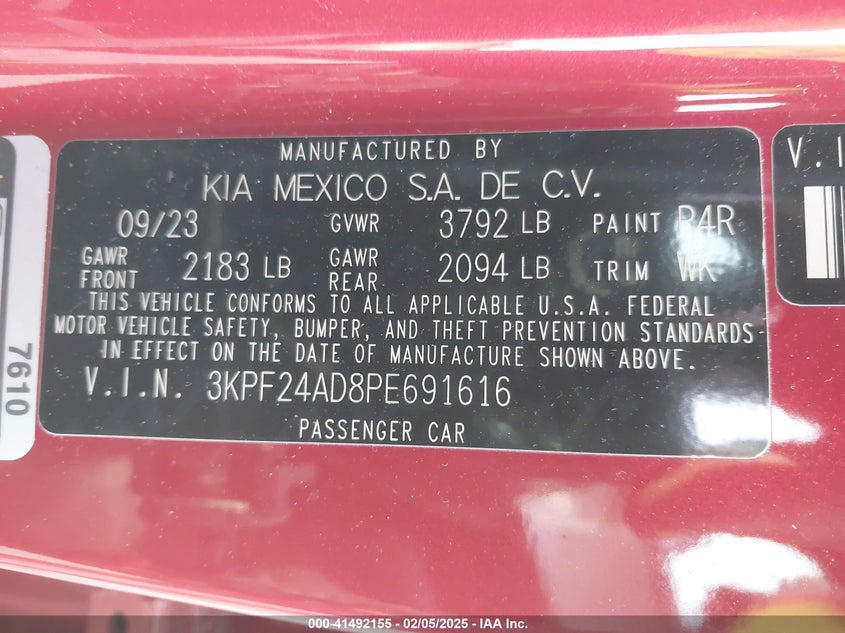 MANUFACTURED BY
KIA MEXICO S.A. DE C.V.
09/23 GVWR 3792 LB PAINT R4R
GAWR FRONT 2183 LB GAWR REAR 2094 LB TRIM WK
THIS VEHICLE CONFORMS TO ALL APPLICABLE U.S.A. FEDERAL
MOTOR VEHICLE SAFETY, BUMPER, AND THEFT PREVENTION STANDARDS
IN EFFECT ON THE DATE OF MANUFACTURE SHOWN ABOVE.
V.I.N. 3KPF24AD8PE691616
PASSENGER CAR
7610
V.I
000-41492155 - 02/05/2025 - IAA Inc.